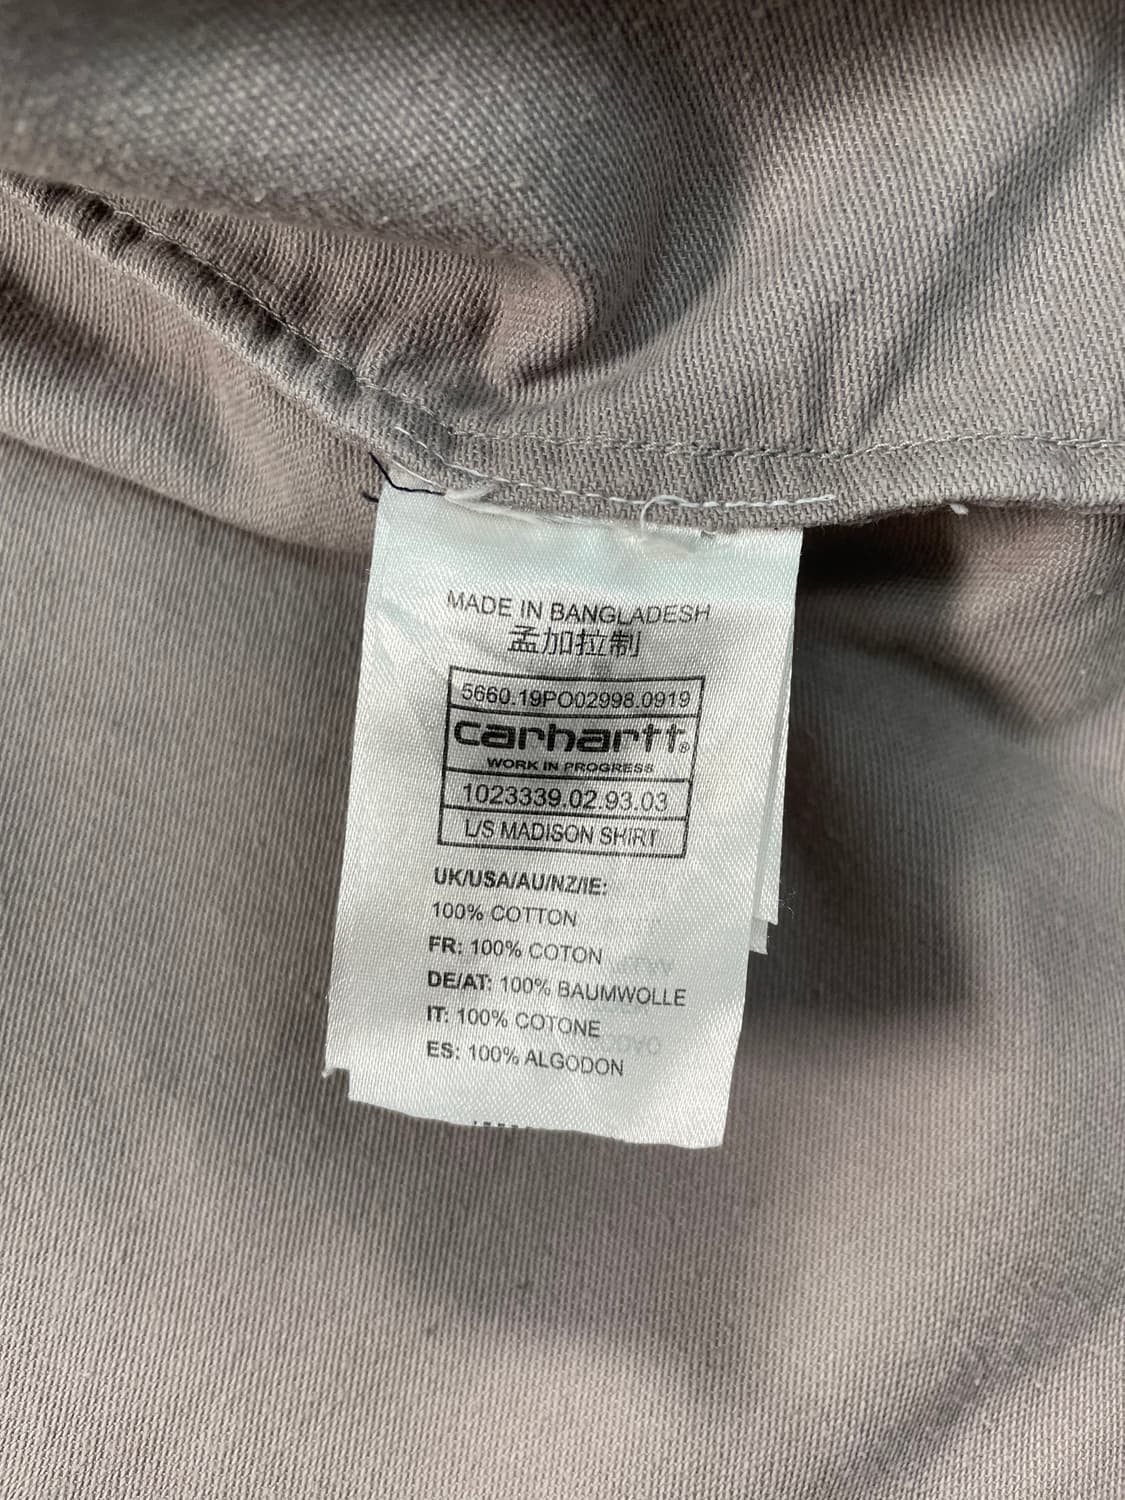 MADE IN BANGLADESH
孟加拉制
5660.19PO02998.0919
carhartt®
WORK IN PROGRESS
1023339.02.93.03
L/S MADISON SHIRT
UK/USA/AU/NZ/IE:
100% COTTON
FR: 100% COTON
DE/AT: 100% BAUMWOLLE
IT: 100% COTONE
ES: 100% ALGODON